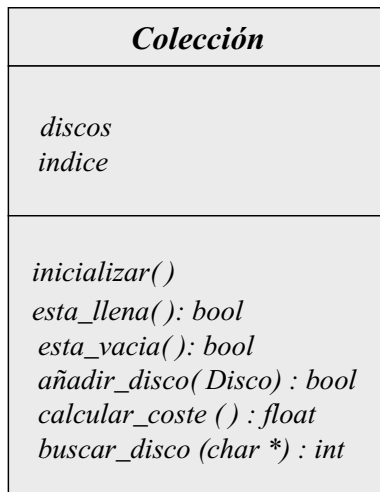 Colección
discos
indice
inicializar( )
esta_llena( ): bool
esta_vacia( ): bool
añadir_disco( Disco) : bool
calcular_coste ( ) : float
buscar_disco (char *) : int